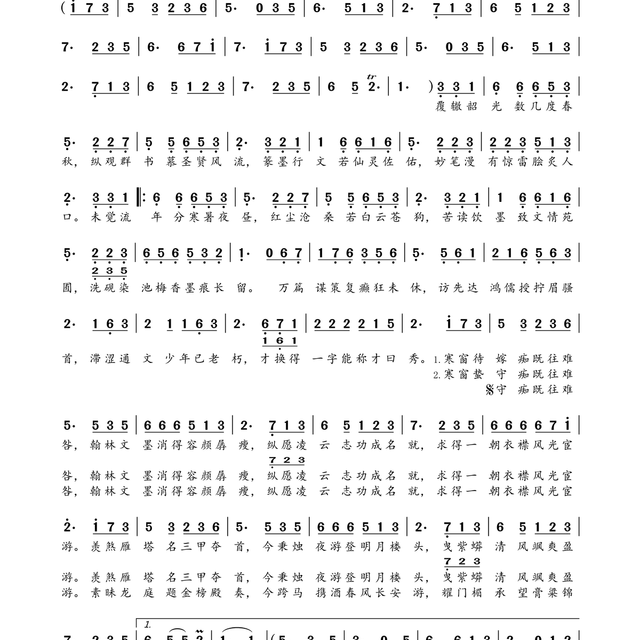 ( i 7 3 5 3 2 3 6 | 5· 0 3 5 | 6· 5 1 3 | 2· 7 1 3 | 6 5 1 2 3 |
7· 2 3 5 | 6· 6 7 i | 7· i 7 3 | 5 3 2 3 6 | 5· 0 3 5 | 6· 5 1 3 |
2· 7 1 3 | 6 5 1 2 3 | 7· 2 3 5 | 6 5 2· tr | 1· ) 3 3 1 | 6 6 6 5 3 |
覆辙韶 光 数几度春
5· 2 2 7 | 5 5 6 5 3 | 2· 3 2 1 | 1 6 6 1 6 | 5· 2 2 3 | 5 5 6 5 3 |
秋，纵观群 书 慕圣贤风 流，篆墨行 文 若仙灵佐 佑，妙笔漫 有惊雷脍炙人
2· 3 3 1 ‖: 6 6 6 5 3 | 5· 2 2 7 | 5 5 6 5 3 | 2· 3 2 1 | 1 6 6 1 6 |
口。未觉流 年 分寒暑夜 昼，红尘沧 桑 若白云苍 狗，苦读饮 墨 致文情苑
5· 2 2 3 | 6 5 6 5 3 2 | 1· 0 6 7 | 1 7 6 3 5 6 | 5· 5 6 1 | 2 1 6 5 6 3 |
2 3 5
圃，洗砚染 池梅香墨痕长 留。 万篇 谋策复癫狂未 休，访先达 鸿儒授拧眉骚
2· 1 6 3 | 2 1 1 6 3 | 2· 6 7 1 | 2 2 2 2 1 5 | 2· i 7 3 | 5 3 2 3 6 |
1 6 1
首，滞涩通 文 少年已老 朽，才换得 一字能称才曰 秀。1.寒窗待 嫁 痴既往难
2.寒窗蛰 守 痴既往难
守 痴既往难
5· 5 3 5 | 6 6 6 5 1 3 | 2· 7 1 3 | 6 5 1 2 3 | 7· 2 3 5 | 6 6 6 6 7 i |
咎，翰林文 墨消得容颜孱 瘦，纵愿凌 云 志功成名 就，求得一 朝衣襟风光宦
7 2 3
咎，翰林文 墨消得容颜孱 瘦，纵愿凌 云 志功成名 就，求得一 朝衣襟风光宦
咎，翰林文 墨消得容颜孱 瘦，纵愿凌 云 志功成名 就，求得一 朝衣襟风光宦
2· i 7 3 | 5 3 2 3 6 | 5· 5 3 5 | 6 6 6 5 1 3 | 2· 7 1 3 | 6 5 1 2 3 |
游。羡煞雁 塔 名三甲夺 首，今秉烛 夜游登明月楼 头，曳紫蟒 清 风飒爽盈
7 2 3
游。羡煞雁 塔 名三甲夺 首，今秉烛 夜游登明月楼 头，曳紫蟒 清 风飒爽盈
游。素昧龙 庭 题金榜殿 奏，今跨马 携酒春风长安 游，耀门楣 承 望膏粱锦
1.